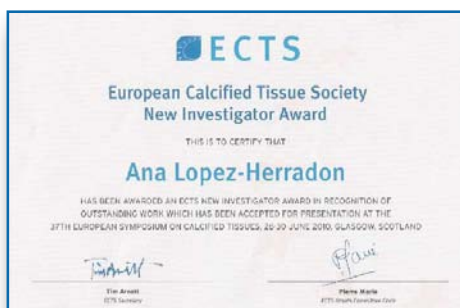 ECTS
European Calcified Tissue Society
New Investigator Award
THIS IS TO CERTIFY THAT
Ana Lopez-Herradon
HAS BEEN AWARDED AN ECTS NEW INVESTIGATOR AWARD IN RECOGNITION OF
OUTSTANDING WORK WHICH HAS BEEN ACCEPTED FOR PRESENTATION AT THE
37TH EUROPEAN SYMPOSIUM ON CALCIFIED TISSUES, 26-30 JUNE 2010, GLASGOW, SCOTLAND
Tim Arnett
Pierre Marie
ECTS Secretary
ECTS